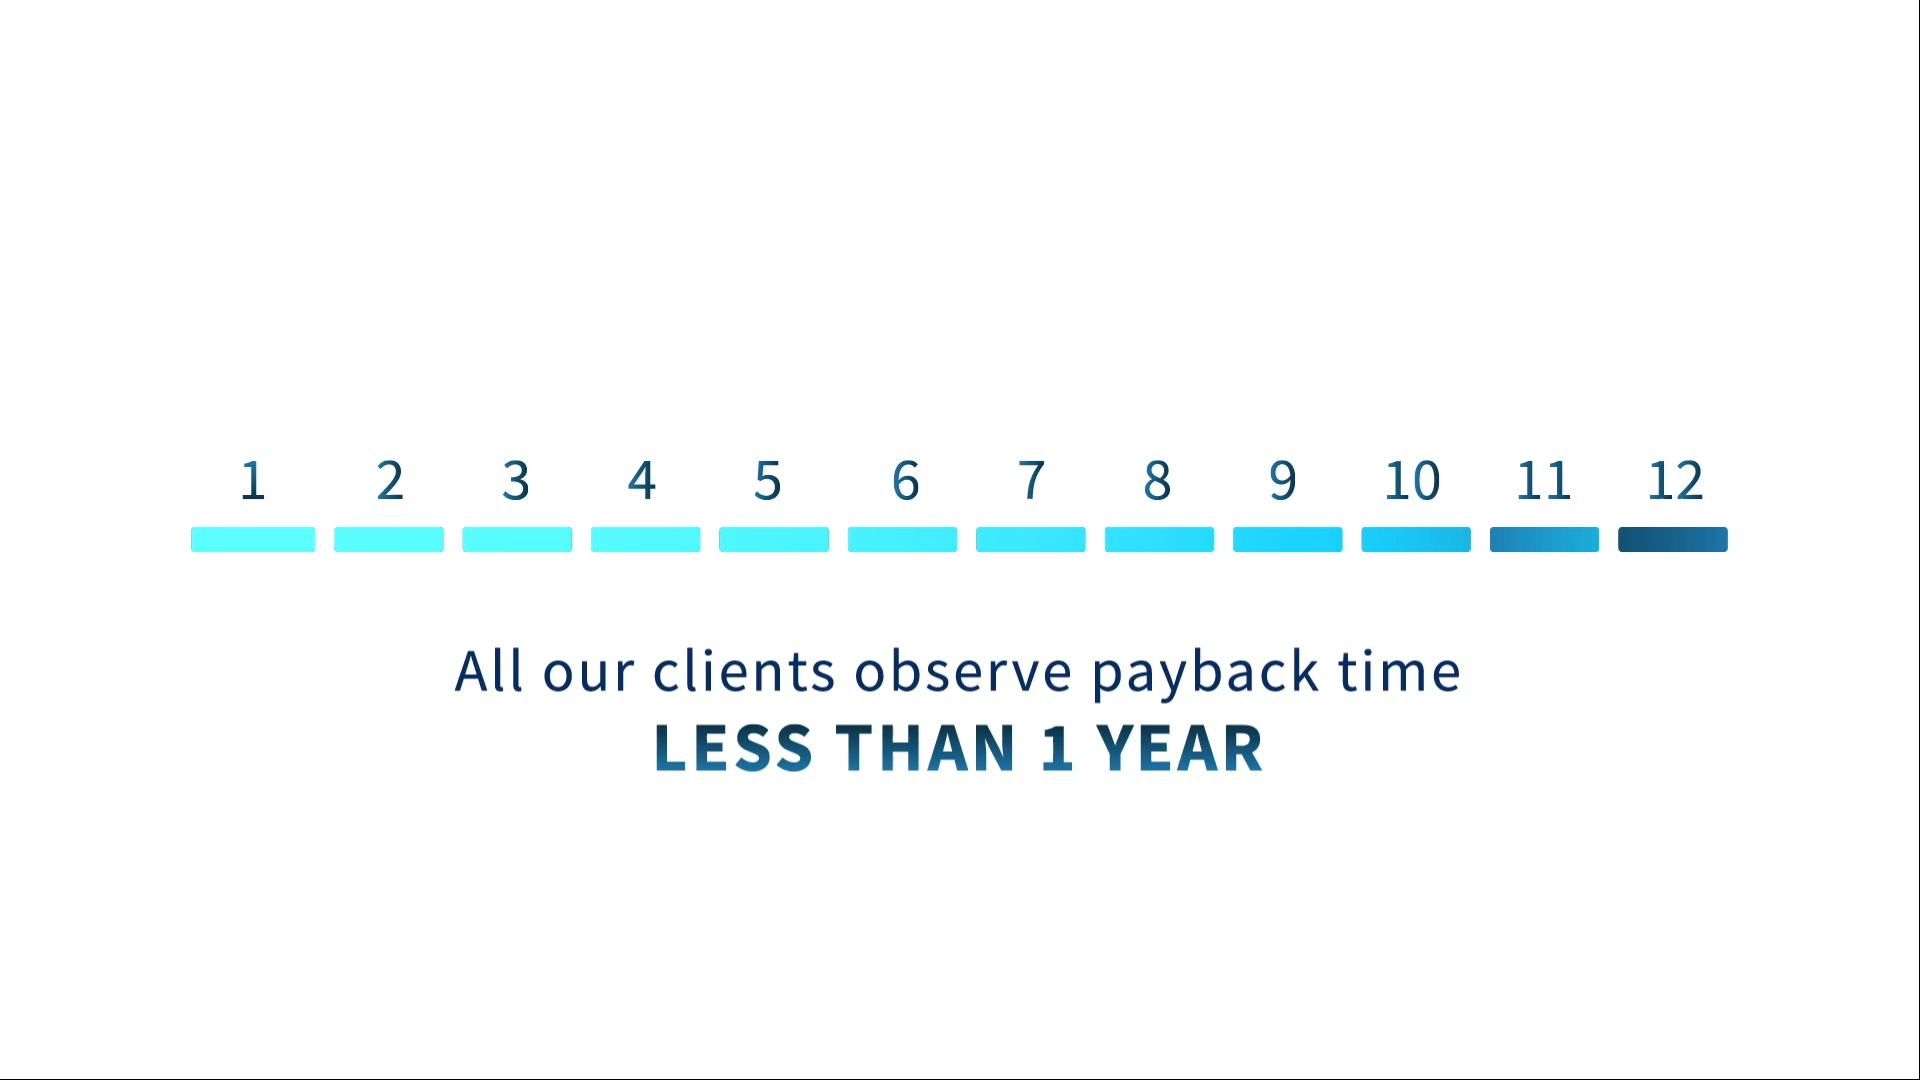 1 2 3 4 5 6 7 8 9 10 11 12
All our clients observe payback time
LESS THAN 1 YEAR